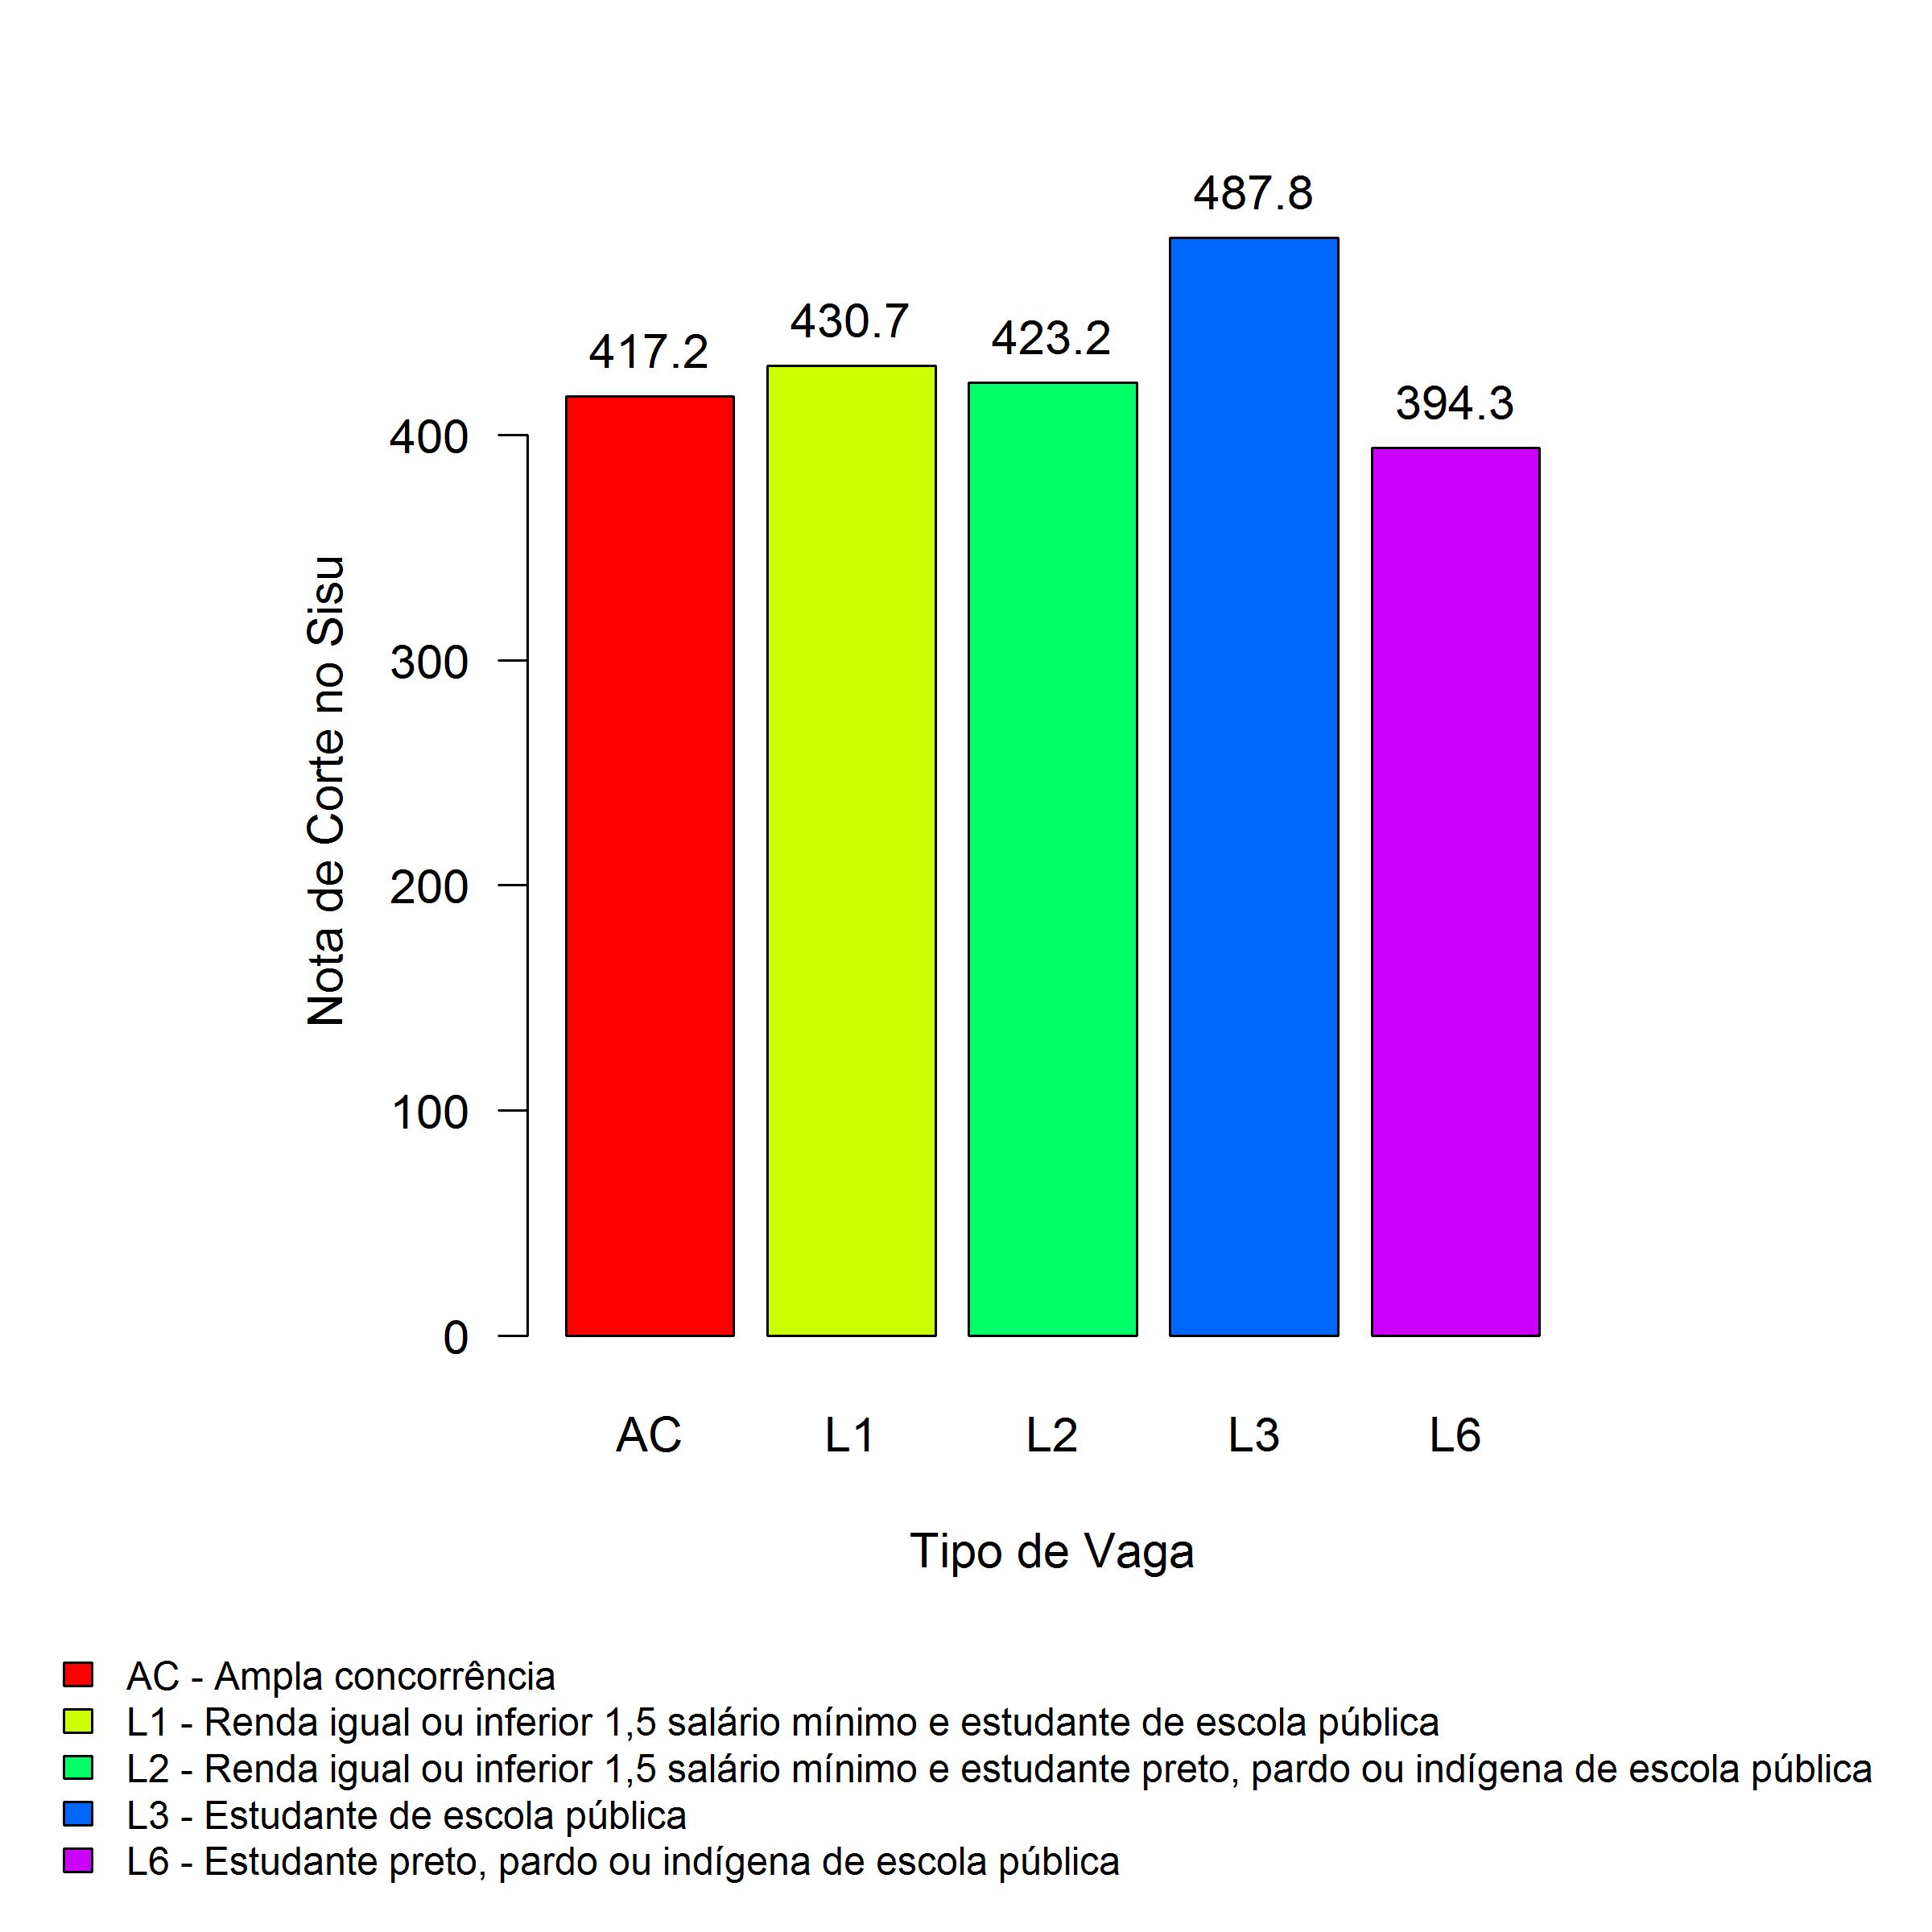 487.8
430.7
423.2
417.2
394.3
400
300
200
100
0
Nota de Corte no Sisu
AC L1 L2 L3 L6
Tipo de Vaga
AC - Ampla concorrência
L1 - Renda igual ou inferior 1,5 salário mínimo e estudante de escola pública
L2 - Renda igual ou inferior 1,5 salário mínimo e estudante preto, pardo ou indígena de escola pública
L3 - Estudante de escola pública
L6 - Estudante preto, pardo ou indígena de escola pública